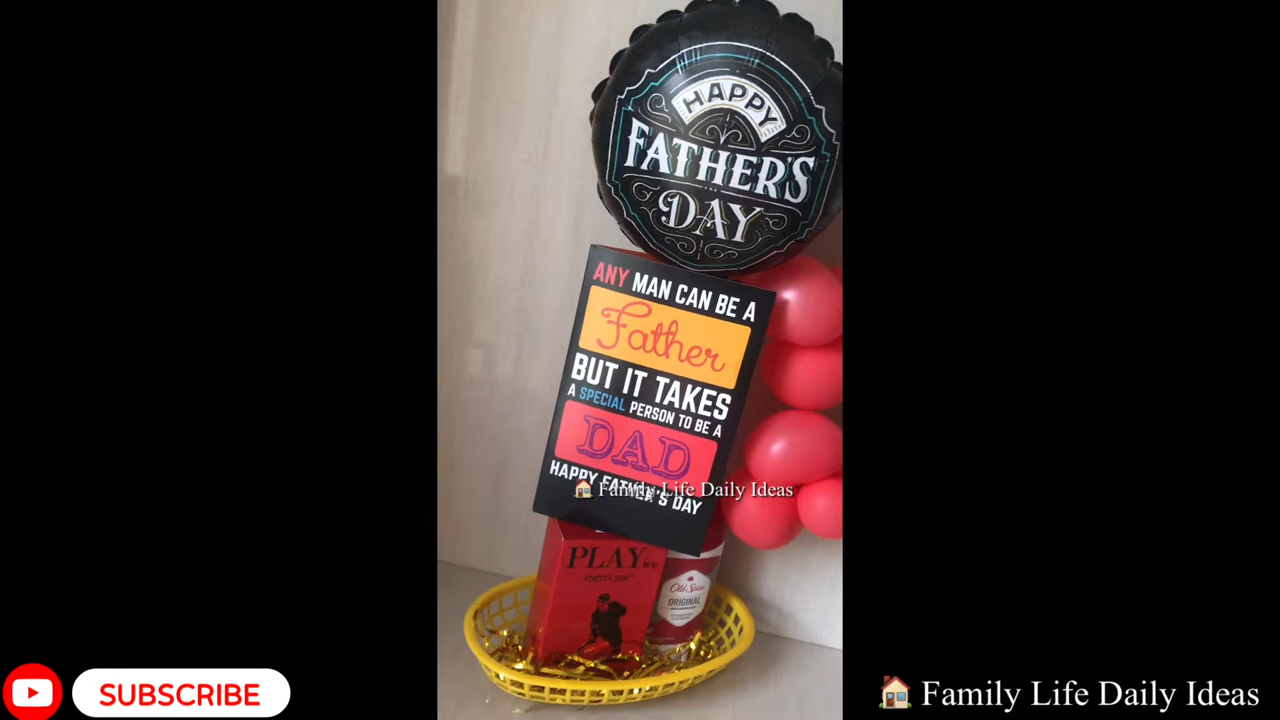 HAPPY
FATHER'S
DAY
ANY MAN CAN BE A
Father
BUT IT TAKES
A SPECIAL PERSON TO BE A
DAD
HAPPY FATHER'S DAY
Family Life Daily Ideas
PLAY
Old Spice
ORIGINAL
SUBSCRIBE
Family Life Daily Ideas